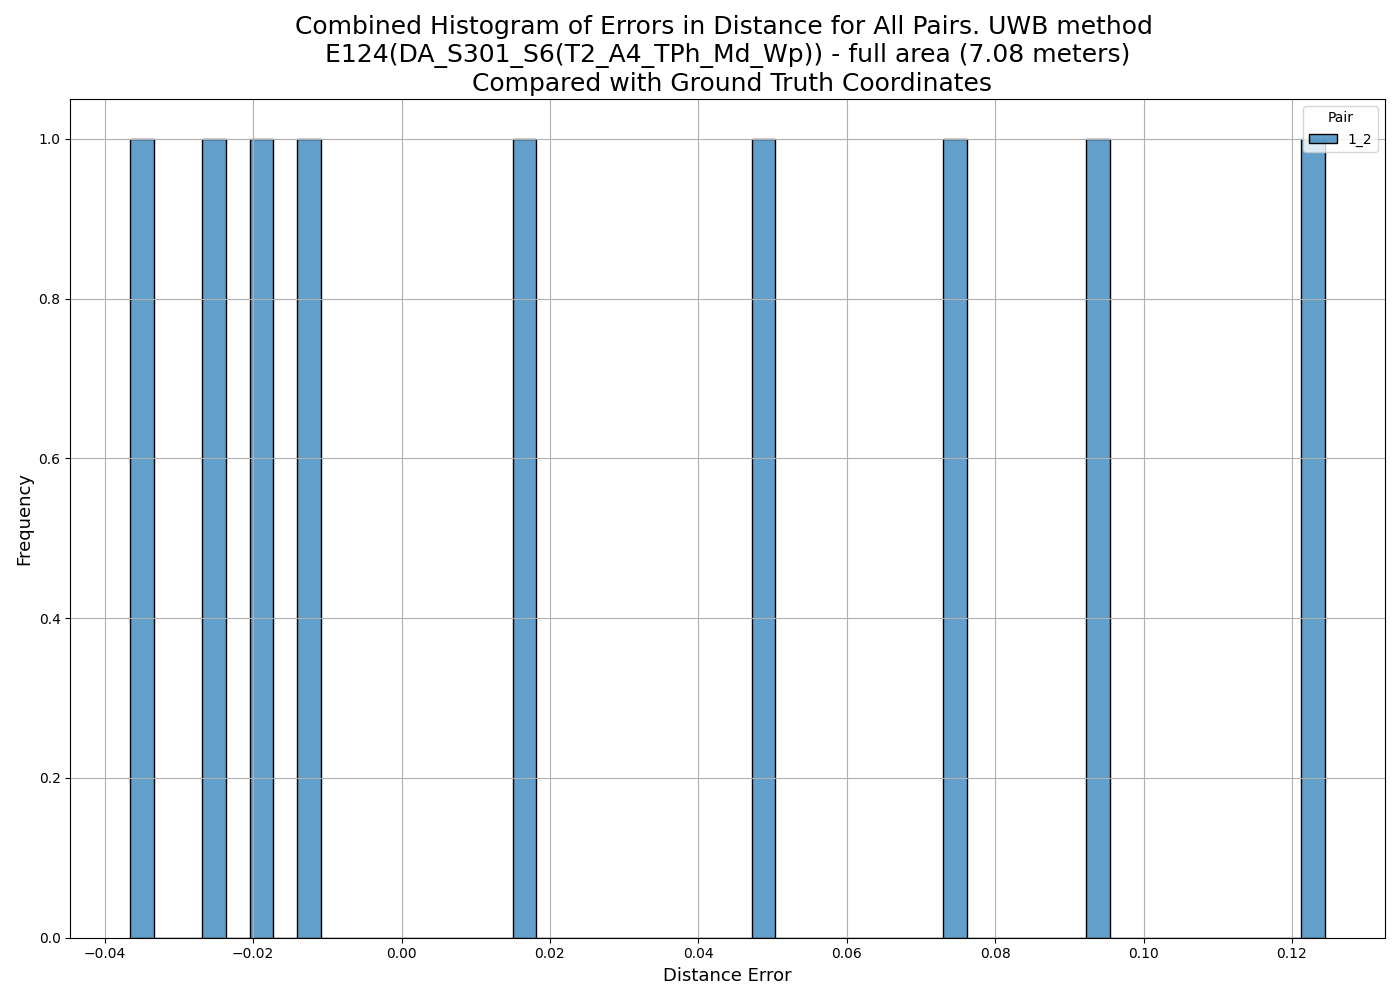 Combined Histogram of Errors in Distance for All Pairs. UWB method
E124(DA_S301_S6(T2_A4_TPh_Md_Wp)) - full area (7.08 meters)
Compared with Ground Truth Coordinates
Pair
1_2
1.0
0.8
0.6
0.4
0.2
0.0
Frequency
−0.04
−0.02
0.00
0.02
0.04
0.06
0.08
0.10
0.12
Distance Error